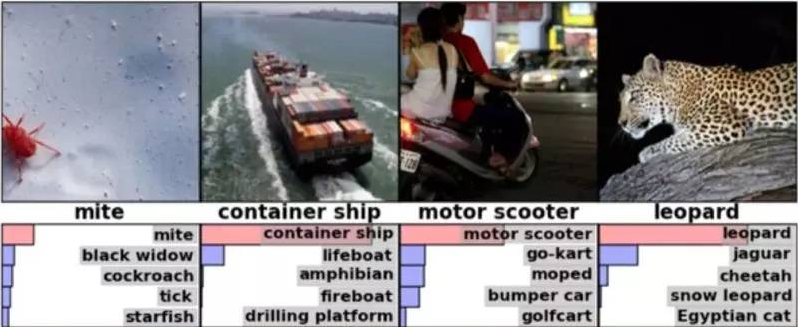 mite
container ship
motor scooter
leopard
mite
black widow
cockroach
tick
starfish
container ship
lifeboat
amphibian
fireboat
drilling platform
motor scooter
go-kart
moped
bumper car
golfcart
leopard
jaguar
cheetah
snow leopard
Egyptian cat